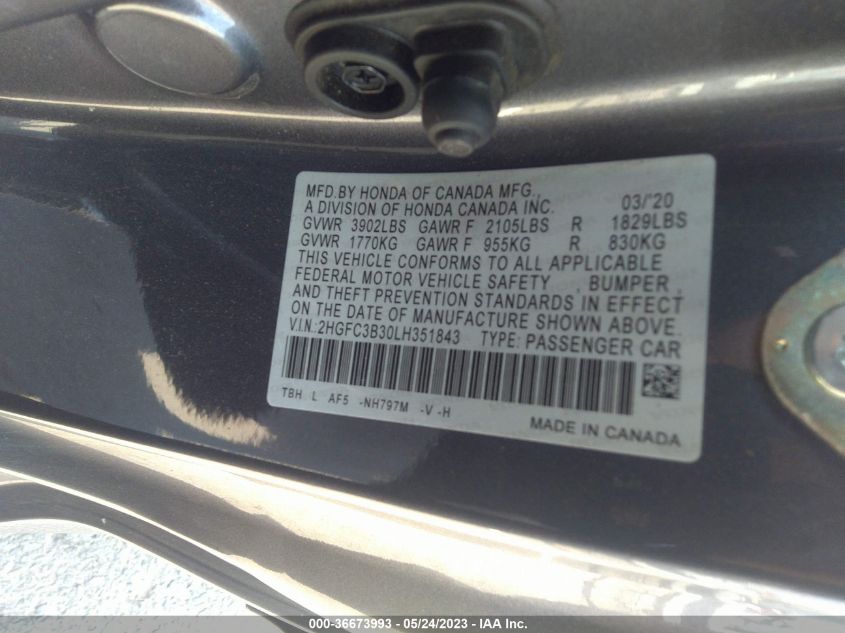 MFD.BY HONDA OF CANADA MFG.,
A DIVISION OF HONDA CANADA INC. 03/'20
GVWR 3902LBS GAWR F 2105LBS R 1829LBS
GVWR 1770KG GAWR F 955KG R 830KG
THIS VEHICLE CONFORMS TO ALL APPLICABLE
FEDERAL MOTOR VEHICLE SAFETY , BUMPER ,
AND THEFT PREVENTION STANDARDS IN EFFECT
ON THE DATE OF MANUFACTURE SHOWN ABOVE.
V.I.N.:2HGFC3B30LH351843 TYPE: PASSENGER CAR
TBH L AF5 -NH797M -V -H
MADE IN CANADA
000-36673993 - 05/24/2023 - IAA Inc.